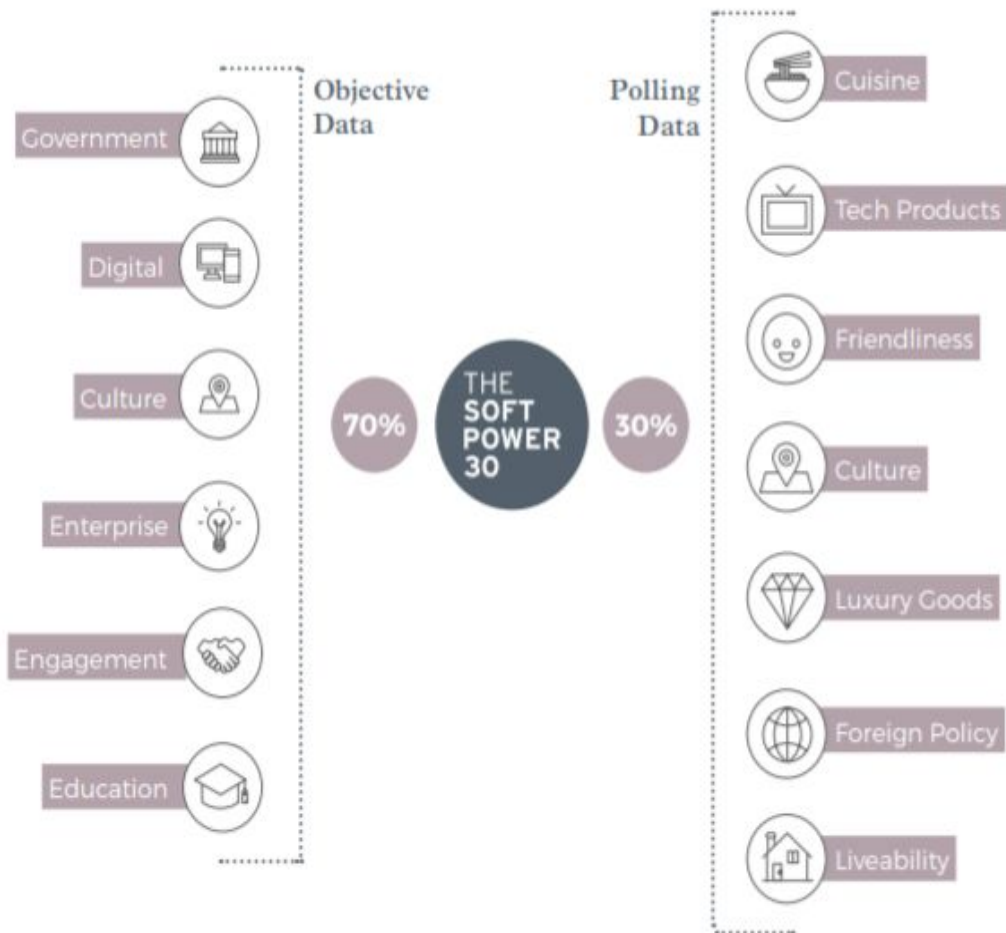 Objective
Data
Government
Digital
Culture
Enterprise
Engagement
Education
70%
THE
SOFT
POWER
30
30%
Polling
Data
Cuisine
Tech Products
Friendliness
Culture
Luxury Goods
Foreign Policy
Liveability